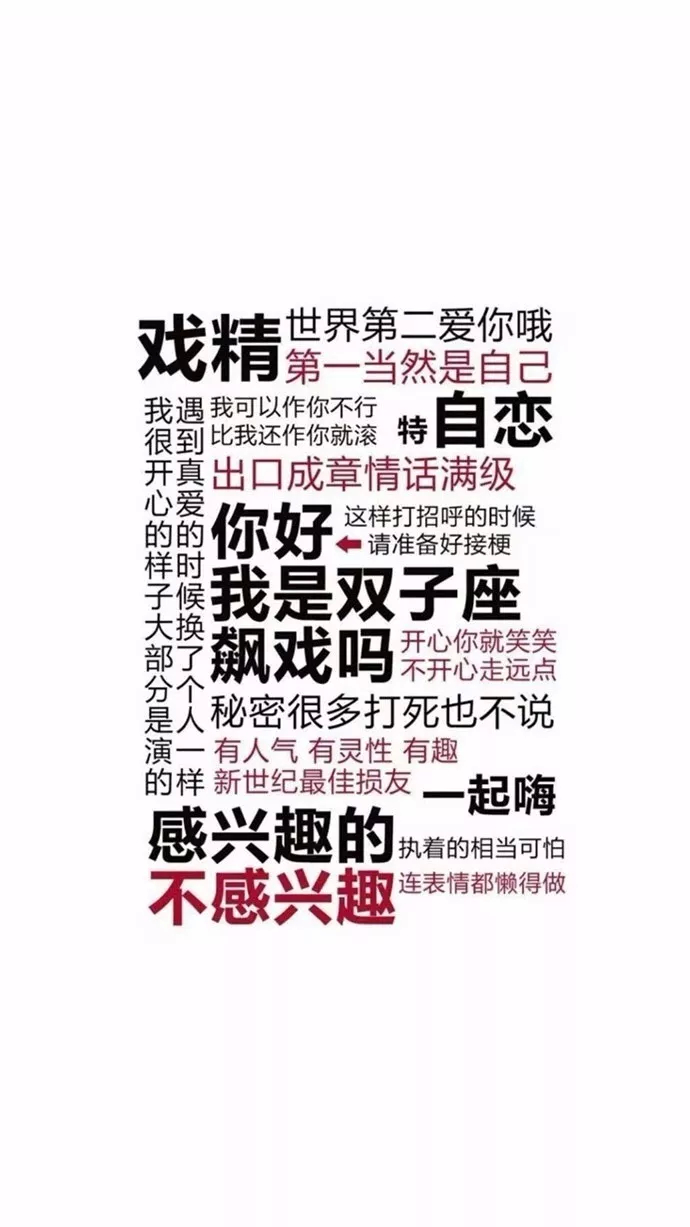 戏精
世界第二爱你哦
第一当然是自己
我可以作你不行
比我还作你就滚
特自恋
出口成章情话满级
你好
这样打招呼的时候
←请准备好接梗
我是双子座
飙戏吗
开心你就笑笑
不开心走远点
秘密很多打死也不说
有人气 有灵性 有趣
新世纪最佳损友
一起嗨
遇到真爱的时候换了个人一样
我很开心的样子大部分是演的
感兴趣的
执着的相当可怕
不感兴趣
连表情都懒得做